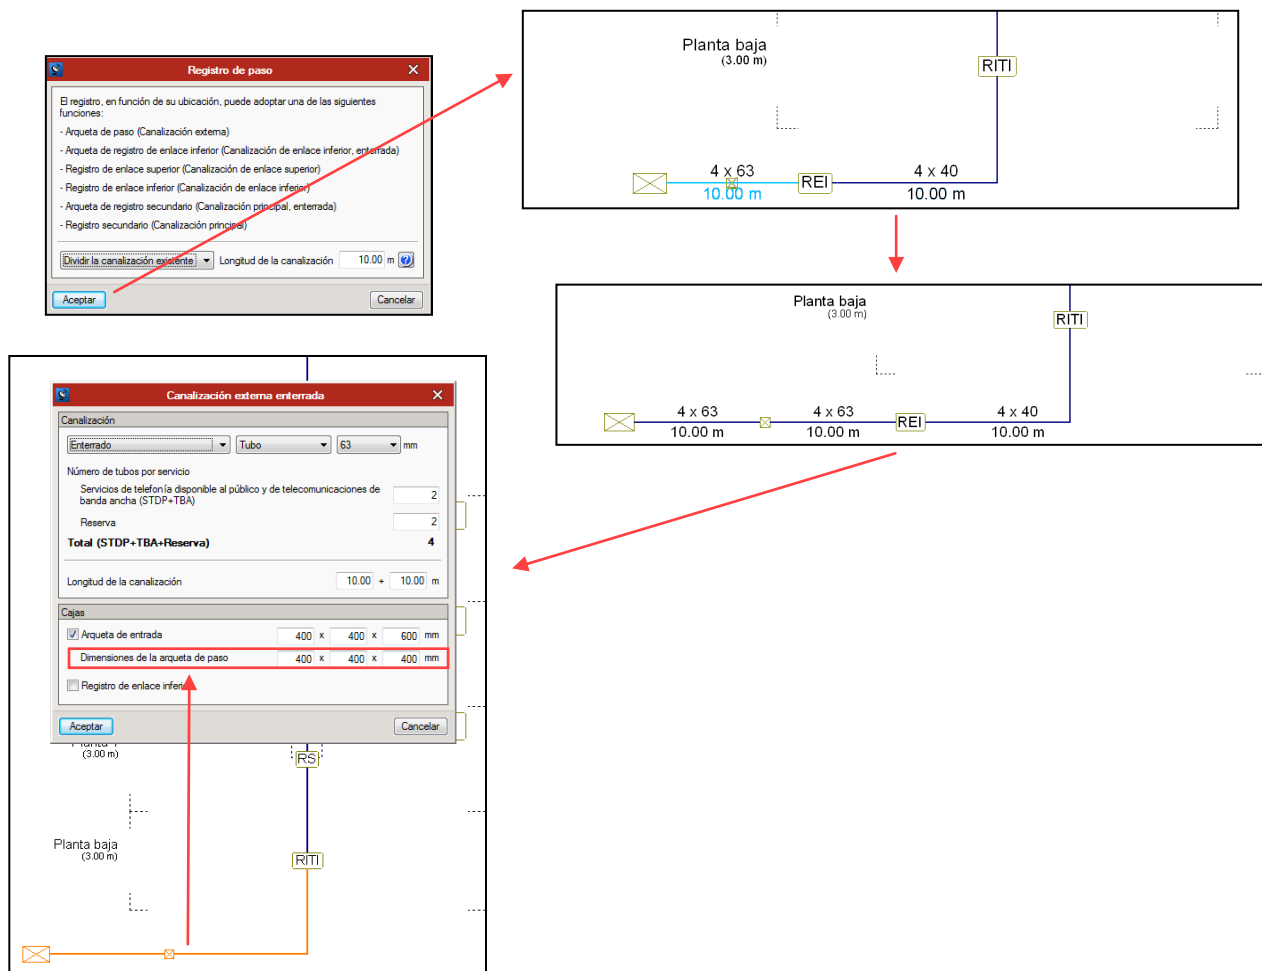 Registro de paso
El registro, en función de su ubicación, puede adoptar una de las siguientes
funciones:
- Arqueta de paso (Canalización externa)
- Arqueta de registro de enlace inferior (Canalización de enlace inferior, enterrada)
- Registro de enlace superior (Canalización de enlace superior)
- Registro de enlace inferior (Canalización de enlace inferior)
- Arqueta de registro secundario (Canalización principal, enterrada)
- Registro secundario (Canalización principal)
Dividir la canalización existente Longitud de la canalización 10.00 m
Aceptar Cancelar
Planta baja
(3.00 m)
RITI
4 x 63 4 x 40
REI
10.00 m 10.00 m
Planta baja
(3.00 m)
RITI
4 x 63 4 x 63 4 x 40
REI
10.00 m 10.00 m 10.00 m
Canalización externa enterrada
Canalización
Enterrado Tubo 63 mm
Número de tubos por servicio
Servicios de telefonía disponible al público y de telecomunicaciones de
banda ancha (STDP+TBA) 2
Reserva 2
Total (STDP+TBA+Reserva) 4
Longitud de la canalización 10.00 + 10.00 m
Cajas
Arqueta de entrada 400 x 400 x 600 mm
Dimensiones de la arqueta de paso 400 x 400 x 400 mm
Registro de enlace inferior
Aceptar Cancelar
(3.00 m)
RS
Planta baja
(3.00 m)
RITI